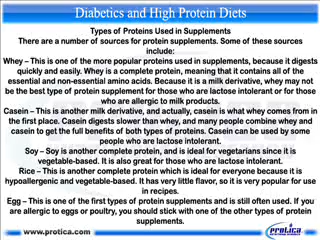 Diabetics and High Protein Diets
Types of Proteins Used in Supplements
There are a number of sources for protein supplements. Some of these sources
include:
Whey – This is one of the more popular proteins used in supplements, because it digests
quickly and easily. Whey is a complete protein, meaning that it contains all of the
essential and non-essential amino acids. Because it is a milk derivative, whey may not
be the best type of protein supplement for those who are lactose intolerant or for those
who are allergic to milk products.
Casein – This is another milk derivative, and actually, casein is what whey comes from in
the first place. Casein digests slower than whey, and many people combine whey and
casein to get the full benefits of both types of proteins. Casein can be used by some
people who are lactose intolerant.
Soy – Soy is another complete protein, and is ideal for vegetarians since it is
vegetable-based. It is also great for those who are lactose intolerant.
Rice – This is another complete protein which is ideal for everyone because it is
hypoallergenic and vegetable-based. It has very little flavor, so it is very popular for use
in recipes.
Egg – This is one of the first types of protein supplements and is still often used. If you
are allergic to eggs or poultry, you should stick with one of the other types of protein
supplements.
www.protica.com
protica